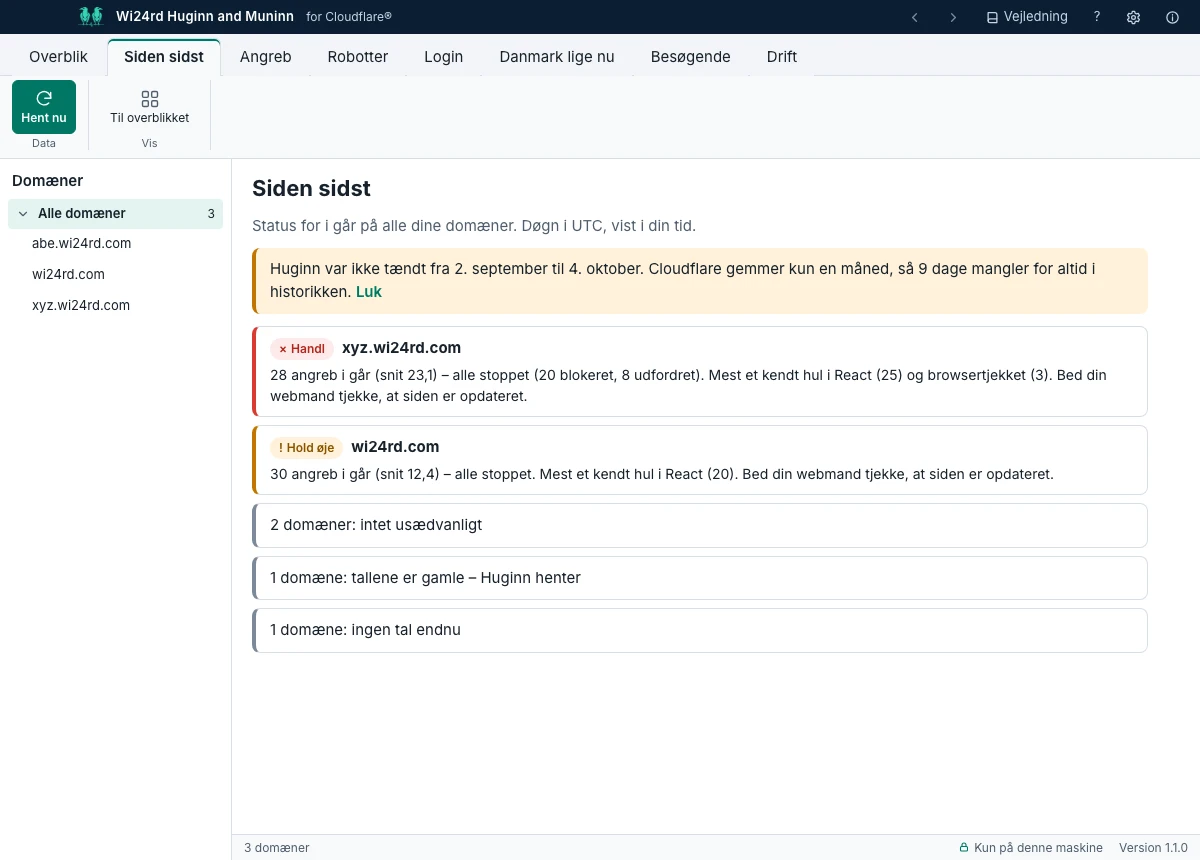 Wi24rd Huginn and Muninn for Cloudflare®
Vejledning ?
Overblik Siden sidst Angreb Robotter Login Danmark lige nu Besøgende Drift
Hent nu
Data
Til overblikket
Vis
Domæner
Alle domæner 3
abe.wi24rd.com
wi24rd.com
xyz.wi24rd.com
Siden sidst
Status for i går på alle dine domæner. Døgn i UTC, vist i din tid.
Huginn var ikke tændt fra 2. september til 4. oktober. Cloudflare gemmer kun en måned, så 9 dage mangler for altid i
historikken. Luk
× Handl xyz.wi24rd.com
28 angreb i går (snit 23,1) – alle stoppet (20 blokeret, 8 udfordret). Mest et kendt hul i React (25) og browsertjekket (3). Bed din
webmand tjekke, at siden er opdateret.
! Hold øje wi24rd.com
30 angreb i går (snit 12,4) – alle stoppet. Mest et kendt hul i React (20). Bed din webmand tjekke, at siden er opdateret.
2 domæner: intet usædvanligt
1 domæne: tallene er gamle – Huginn henter
1 domæne: ingen tal endnu
3 domæner
Kun på denne maskine Version 1.1.0